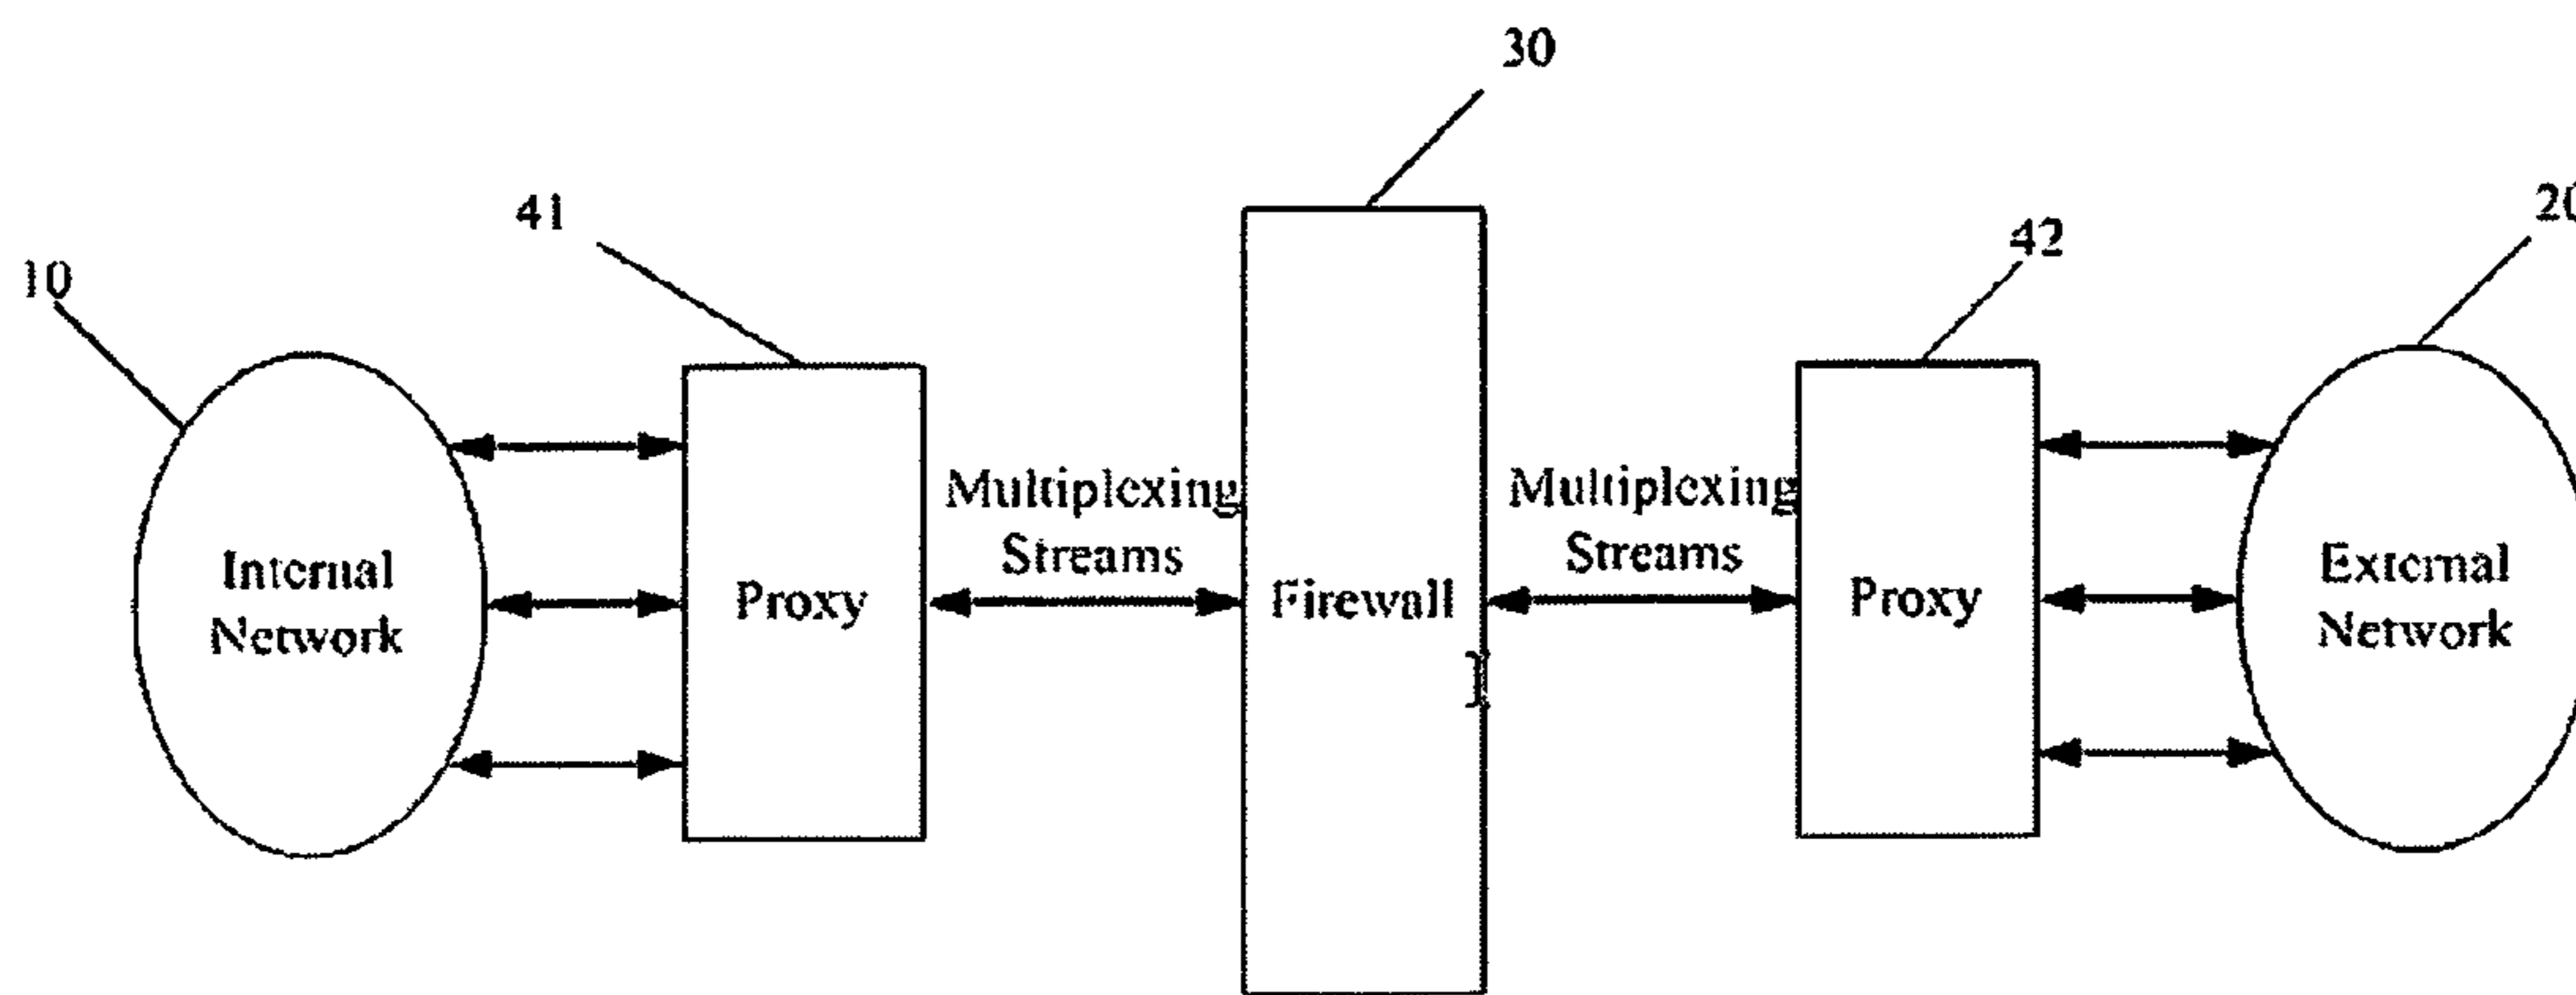 30
41
42
20
10
Multiplexing
Streams
Multiplexing
Streams
Internal
Network
Proxy
Firewall
Proxy
External
Network
}